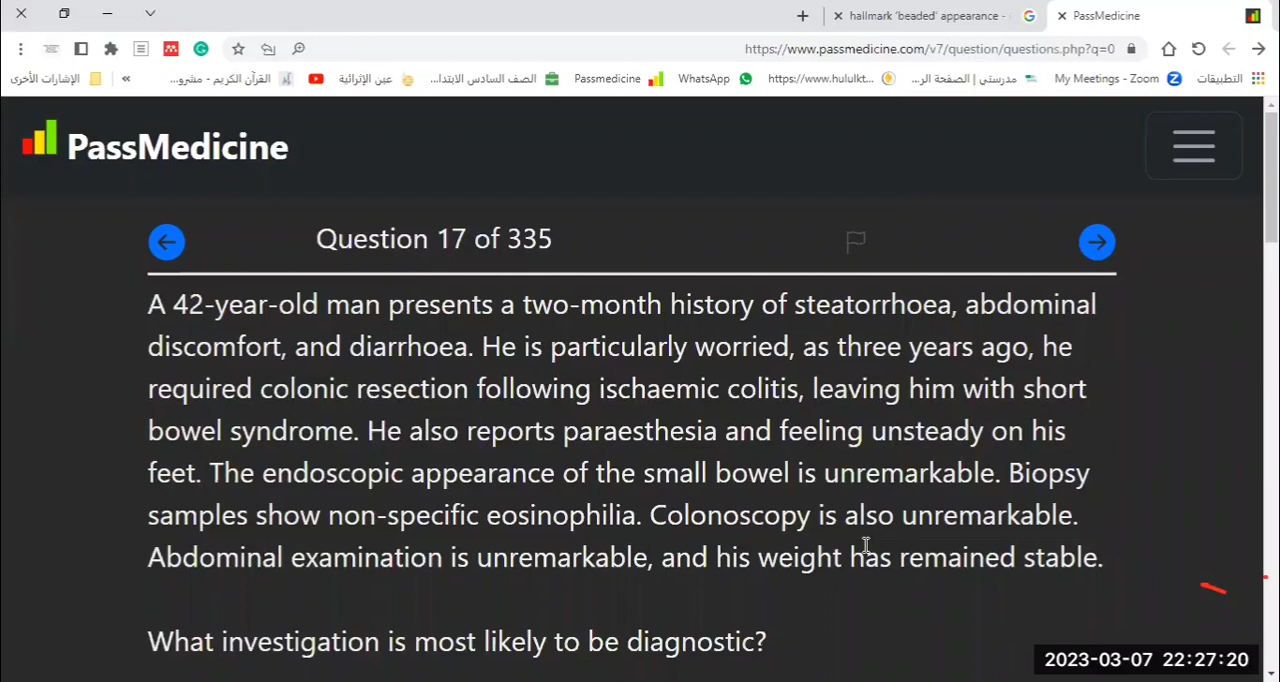 hallmark 'beaded' appearance -
PassMedicine
https://www.passmedicine.com/v7/question/questions.php?q=0
الإشارات الأخرى
«
القرآن الكريم - مشرو...
عين الإثرائية
الصف السادس الابتدا...
Passmedicine
WhatsApp
https://www.hululkt...
مدرستي | الصفحة الر...
My Meetings - Zoom
التطبيقات
PassMedicine
Question 17 of 335
A 42-year-old man presents a two-month history of steatorrhoea, abdominal
discomfort, and diarrhoea. He is particularly worried, as three years ago, he
required colonic resection following ischaemic colitis, leaving him with short
bowel syndrome. He also reports paraesthesia and feeling unsteady on his
feet. The endoscopic appearance of the small bowel is unremarkable. Biopsy
samples show non-specific eosinophilia. Colonoscopy is also unremarkable.
Abdominal examination is unremarkable, and his weight has remained stable.
What investigation is most likely to be diagnostic?
2023-03-07 22:27:20